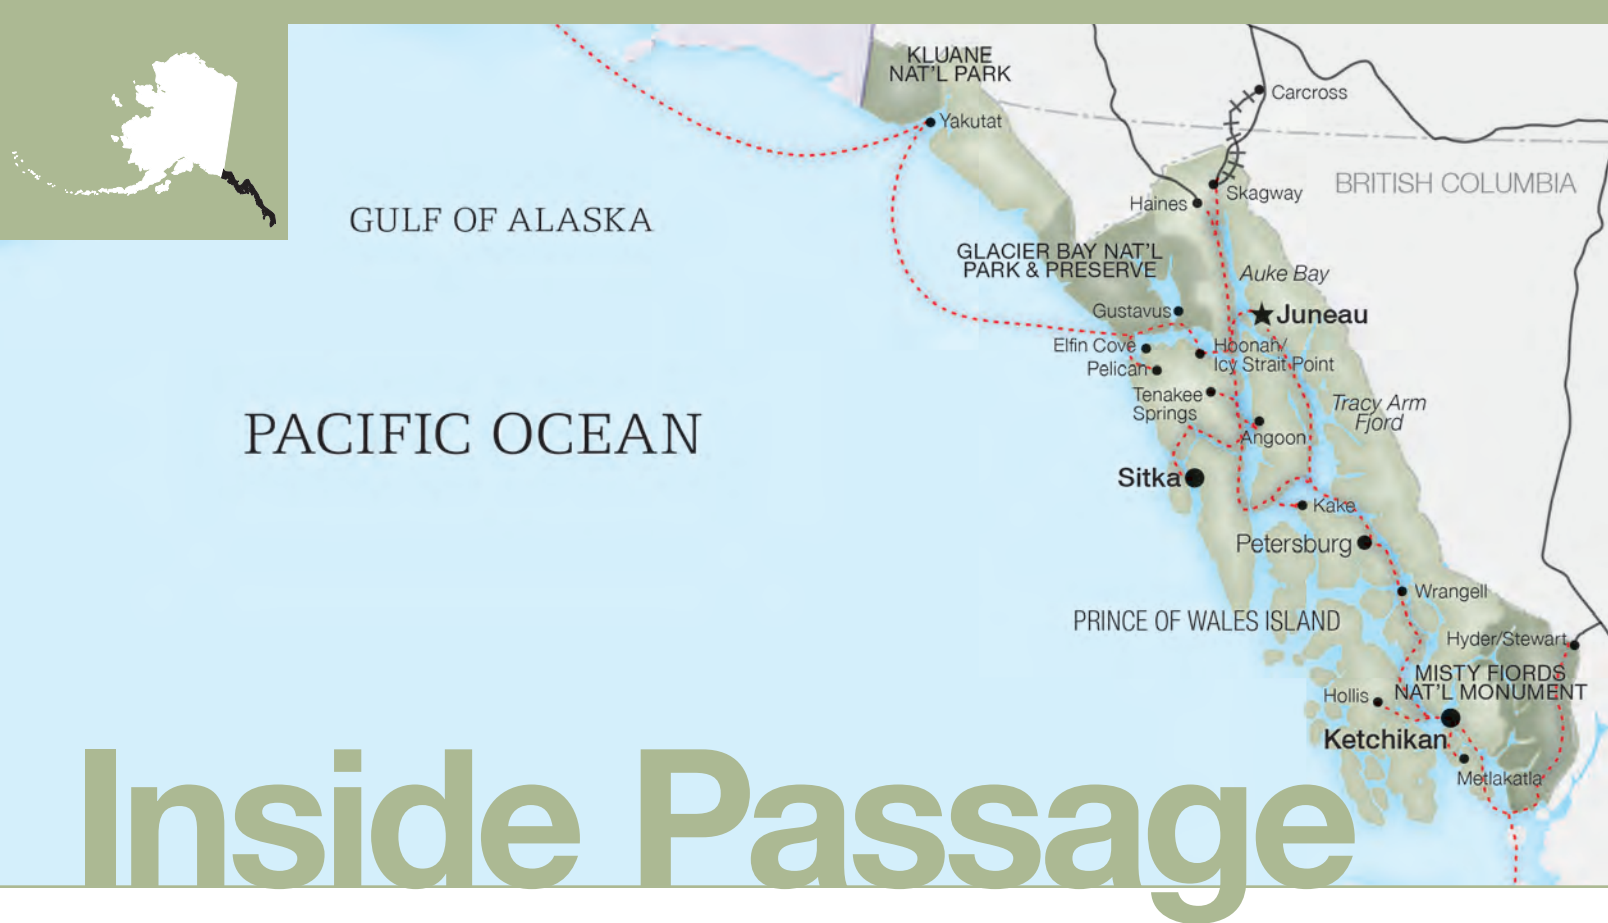 KLUANE
NAT'L PARK
Carcross
Yakutat
BRITISH COLUMBIA
Skagway
Haines
GULF OF ALASKA
GLACIER BAY NAT'L
PARK & PRESERVE
Auke Bay
Gustavus
Juneau
Elfin Cove
Hoonah/
Icy Strait Point
Pelican
Tenakee
Springs
Tracy Arm
Fjord
PACIFIC OCEAN
Angoon
Sitka
Kake
Petersburg
Wrangell
PRINCE OF WALES ISLAND
Hyder/Stewart
MISTY FIORDS
NAT'L MONUMENT
Hollis
Ketchikan
Metlakatla
Inside Passage